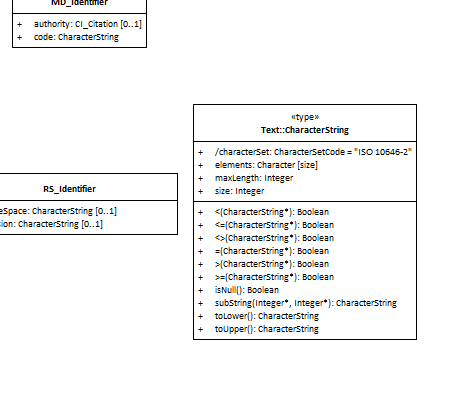 MD_Identifier
+ authority: CI_Citation [0..1]
+ code: CharacterString
«type»
Text::CharacterString
+ /characterSet: CharacterSetCode = "ISO 10646-2"
+ elements: Character [size]
+ maxLength: Integer
+ size: Integer
RS_Identifier
eSpace: CharacterString [0..1]
ion: CharacterString [0..1]
+ <(CharacterString*): Boolean
+ <=(CharacterString*): Boolean
+ <>(CharacterString*): Boolean
+ =(CharacterString*): Boolean
+ >(CharacterString*): Boolean
+ >=(CharacterString*): Boolean
+ isNull(): Boolean
+ subString(Integer*, Integer*): CharacterString
+ toLower(): CharacterString
+ toUpper(): CharacterString